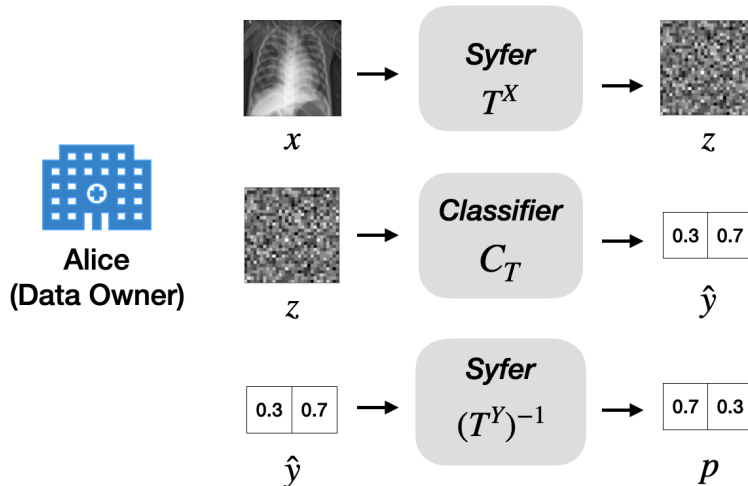 Syfer
T^X
x
z
Alice
(Data Owner)
Classifier
C_T
0.3 0.7
z
ŷ
Syfer
(T^Y)^{-1}
0.3 0.7
0.7 0.3
ŷ
p